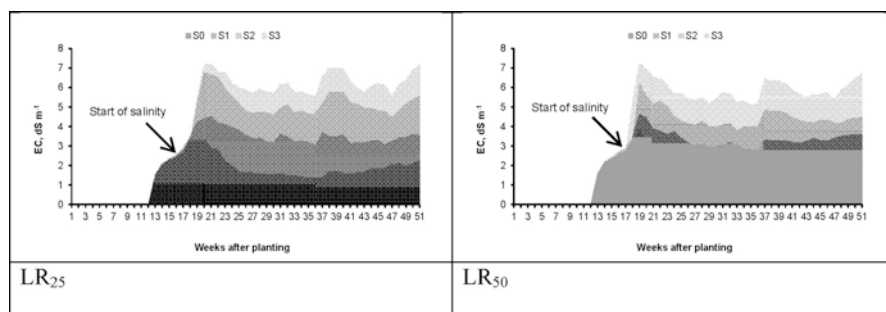 S0 S1 S2 S3
8
7
6
5
4
3
2
1
0
EC, dS m⁻¹
Start of salinity
1 3 5 7 9 11 13 15 17 19 21 23 25 27 29 31 33 35 37 39 41 43 45 47 49 51
Weeks after planting
LR25
S0 S1 S2 S3
8
7
6
5
4
3
2
1
0
EC, dS m⁻¹
Start of salinity
1 3 5 7 9 11 13 15 17 19 21 23 25 27 29 31 33 35 37 39 41 43 45 47 49 51
Weeks after planting
LR50